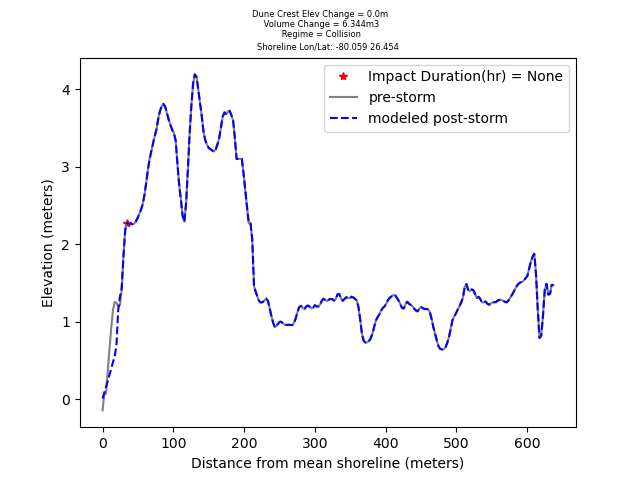 Dune Crest Elev Change = 0.0m
Volume Change = 6.344m3
Regime = Collision
Shoreline Lon/Lat: -80.059 26.454
Impact Duration(hr) = None
pre-storm
modeled post-storm
Elevation (meters)
4
3
2
1
0
0 100 200 300 400 500 600
Distance from mean shoreline (meters)